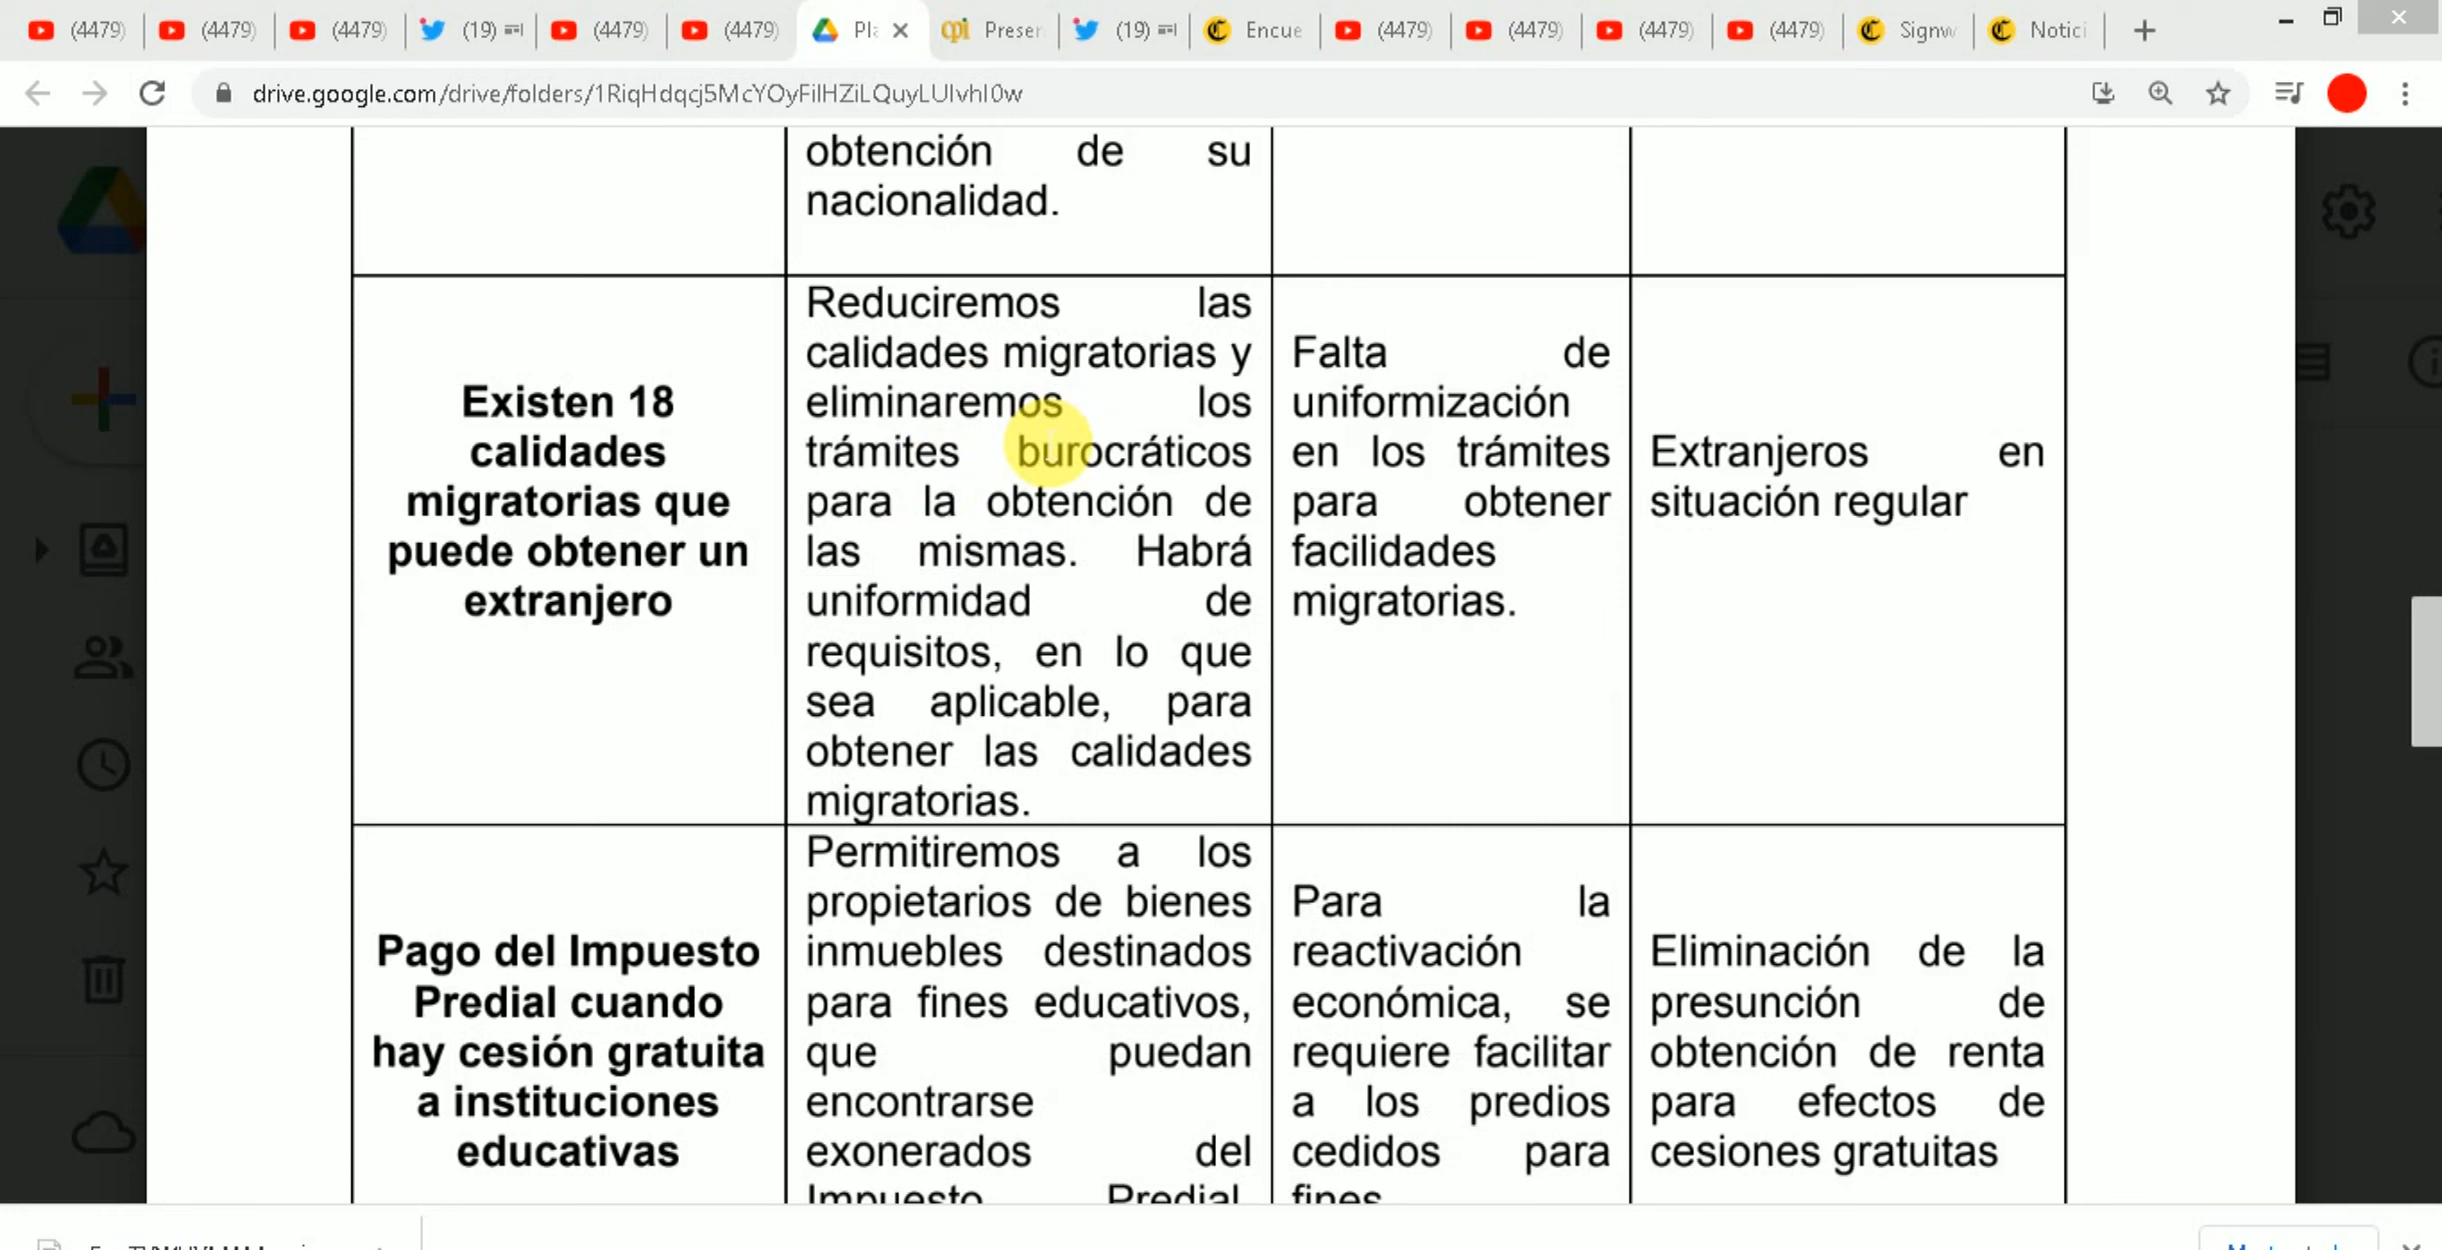 (4479) (4479) (4479) (19) (4479) (4479) Pla Presen (19) Encue (4479) (4479) (4479) (4479) Signw Notici
drive.google.com/drive/folders/1RiqHdqcj5McYOyFilHZiLQuyLUIvhI0w
obtención de su
nacionalidad.
Existen 18
calidades
migratorias que
puede obtener un
extranjero
Reduciremos las
calidades migratorias y
eliminaremos los
trámites burocráticos
para la obtención de
las mismas. Habrá
uniformidad de
requisitos, en lo que
sea aplicable, para
obtener las calidades
migratorias.
Falta de
uniformización
en los trámites
para obtener
facilidades
migratorias.
Extranjeros en
situación regular
Pago del Impuesto
Predial cuando
hay cesión gratuita
a instituciones
educativas
Permitiremos a los
propietarios de bienes
inmuebles destinados
para fines educativos,
que puedan
encontrarse
exonerados del
Impuesto Predial
Para la
reactivación
económica, se
requiere facilitar
a los predios
cedidos para
fines
Eliminación de la
presunción de
obtención de renta
para efectos de
cesiones gratuitas